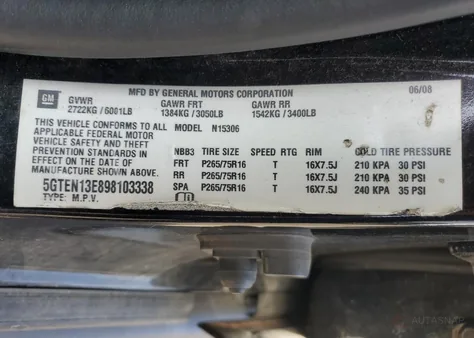 MFD BY GENERAL MOTORS CORPORATION 06/08
GM GVWR GAWR FRT GAWR RR
2722KG / 6001LB 1384KG / 3050LB 1542KG / 3400LB
THIS VEHICLE CONFORMS TO ALL MODEL N15306
APPLICABLE FEDERAL MOTOR
VEHICLE SAFETY AND THEFT NBB3 TIRE SIZE SPEED RTG RIM COLD TIRE PRESSURE
PREVENTION STANDARDS IN FRT P265/75R16 T 16X7.5J 210 KPA 30 PSI
EFFECT ON THE DATE OF RR P265/75R16 T 16X7.5J 210 KPA 30 PSI
MANUFACTURE SHOWN ABOVE. SPA P265/75R16 T 16X7.5J 240 KPA 35 PSI
5GTEN13E898103338
TYPE: M.P.V.
AUTOSNAP